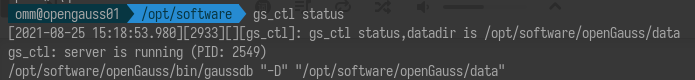 omm@opengauss01 /opt/software gs_ctl status
[2021-08-25 15:18:53.980][2933][][gs_ctl]: gs_ctl status,datadir is /opt/software/openGauss/data
gs_ctl: server is running (PID: 2549)
/opt/software/openGauss/bin/gaussdb "-D" "/opt/software/openGauss/data"